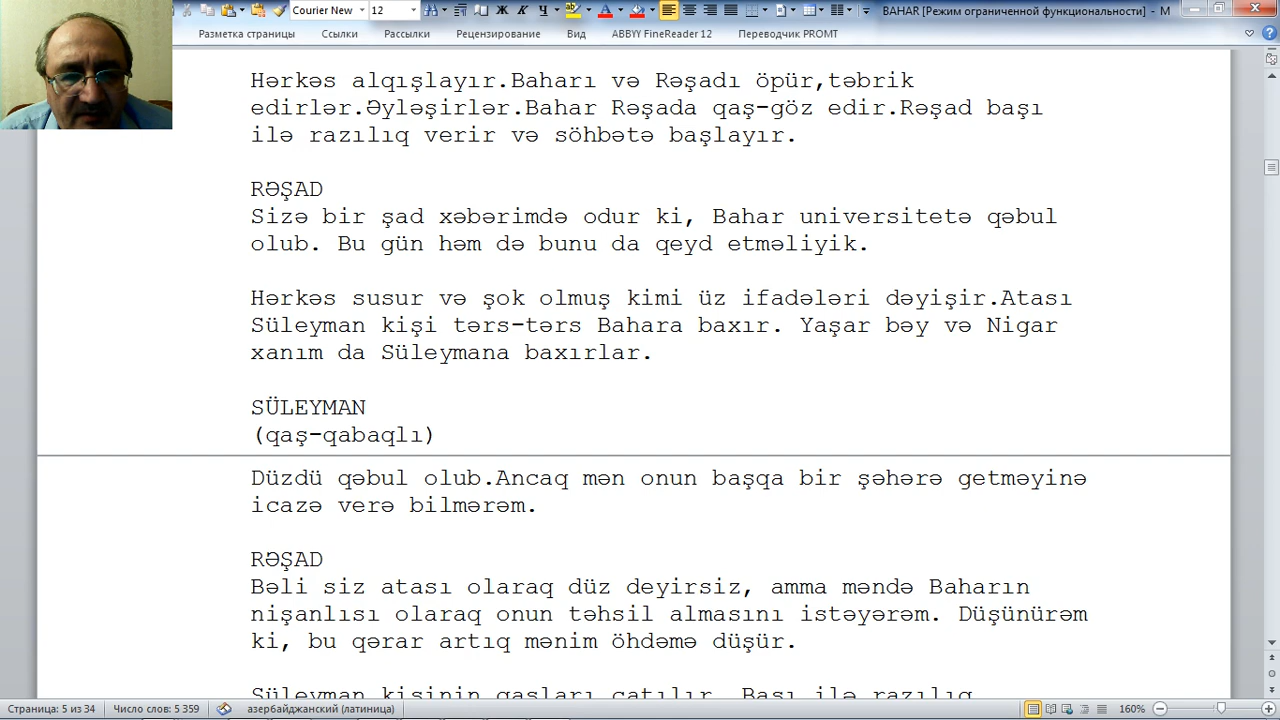 Courier New
12
Ж
К
Ч
BAHAR [Режим ограниченной функциональности] - M
Разметка страницы
Ссылки
Рассылки
Рецензирование
Вид
ABBYY FineReader 12
Переводчик PROMT
Hərkəs alqışlayır.Baharı və Rəşadı öpür,təbrik
edirlər.Əyləşirlər.Bahar Rəşada qaş-göz edir.Rəşad başı
ilə razılıq verir və söhbətə başlayır.
RƏŞAD
Sizə bir şad xəbərimdə odur ki, Bahar universitetə qəbul
olub. Bu gün həm də bunu da qeyd etməliyik.
Hərkəs susur və şok olmuş kimi üz ifadələri dəyişir.Atası
Süleyman kişi tərs-tərs Bahara baxır. Yaşar bəy və Nigar
xanım da Süleymana baxırlar.
SÜLEYMAN
(qaş-qabaqlı)
Düzdü qəbul olub.Ancaq mən onun başqa bir şəhərə getməyinə
icazə verə bilmərəm.
RƏŞAD
Bəli siz atası olaraq düz deyirsiz, amma məndə Baharın
nişanlısı olaraq onun təhsil almasını istəyərəm. Düşünürəm
ki, bu qərar artıq mənim öhdəmə düşür.
Süleyman kişinin qaşları çatılır. Başı ilə razılıq
Страница: 5 из 34
Число слов: 5 359
азербайджанский (латиница)
160%